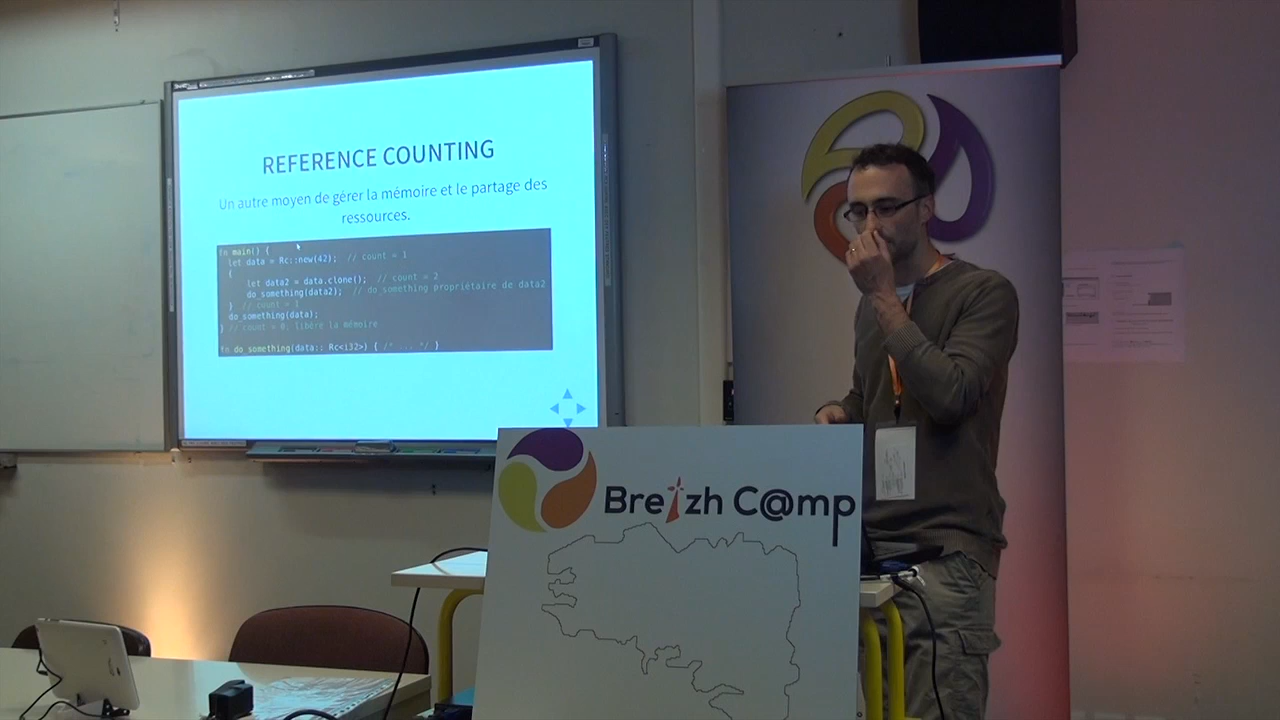 REFERENCE COUNTING
Un autre moyen de gérer la mémoire et le partage des
ressources.
fn main() {
let data = Rc::new(42); // count = 1
{
let data2 = data.clone(); // count = 2
do_something(data2); // do_something propriétaire de data2
} // count = 1
do_something(data);
} // count = 0, libère la mémoire
fn do_something(data:: Rc<i32>) { /* ... */ }
Breizh C@mp